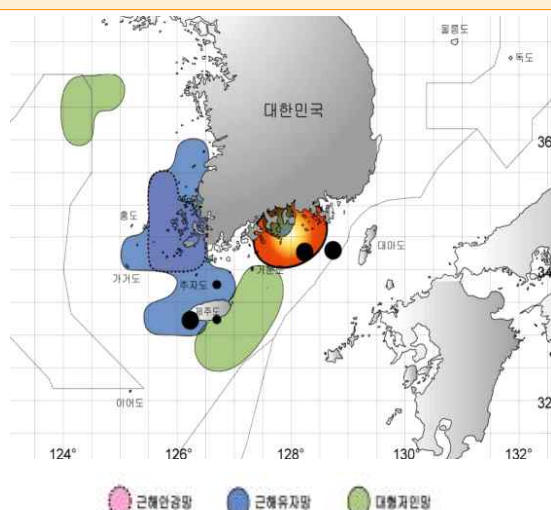 울릉도
독도
대한민국
36
홍도
대마도
거문도
가거도
34
추자도
제주도
이어도
32
124° 126° 128° 130° 132°
근해안강망 근해유자망 대형저인망